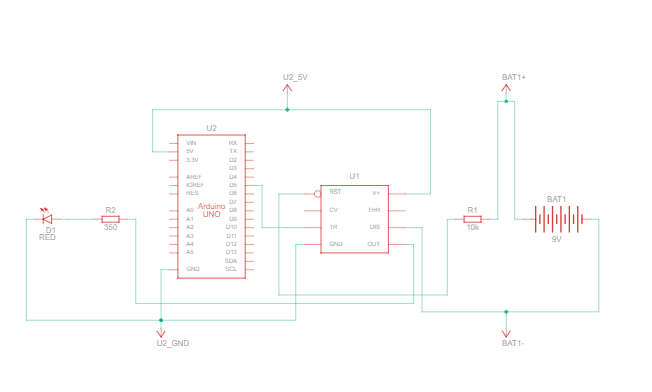 U2_5V
BAT1+
U2
VIN
5V
3.3V
AREF
IOREF
RES
A0
A1
A2
A3
A4
A5
GND
Arduino
UNO
RX
TX
D2
D3
D4
D5
D6
D7
D8
D9
D10
D11
D12
D13
SDA
SCL
U1
RST
CV
TR
GND
V+
THR
DIS
OUT
R1
10k
BAT1
9V
R2
350
D1
RED
U2_GND
BAT1-